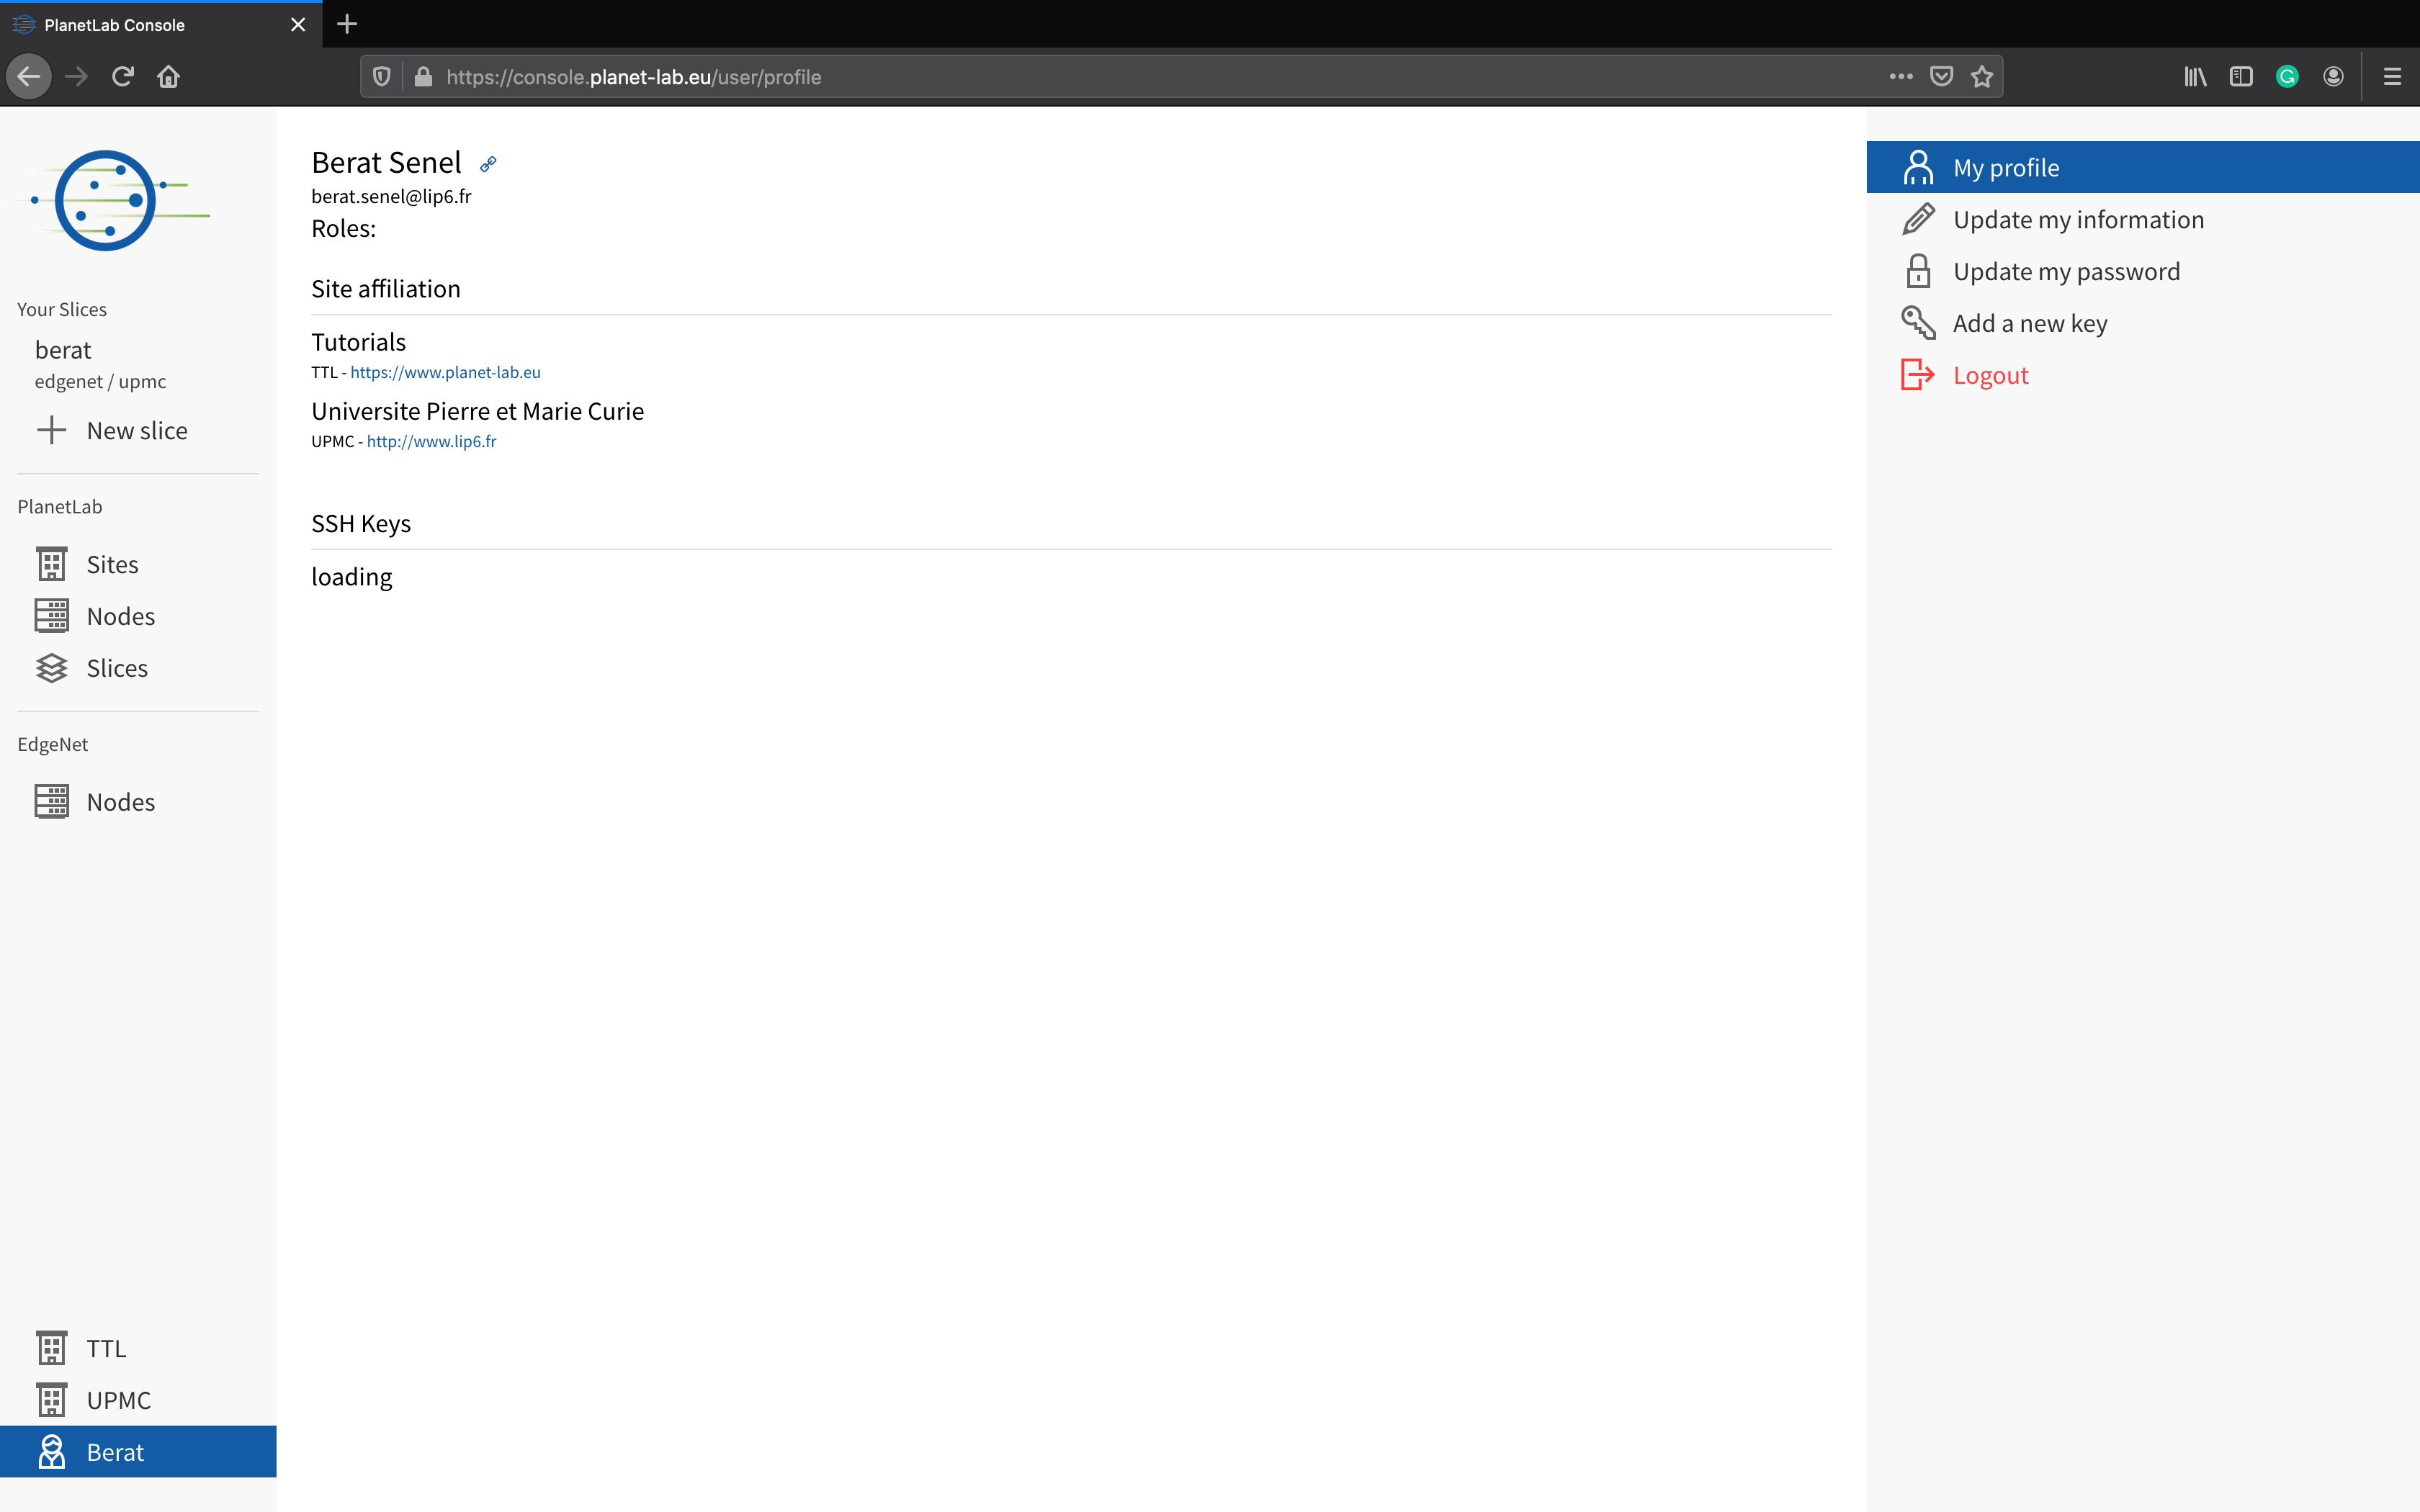 PlanetLab Console
https://console.planet-lab.eu/user/profile
Your Slices
berat
edgenet / upmc
New slice
PlanetLab
Sites
Nodes
Slices
EdgeNet
Nodes
TTL
UPMC
Berat
Berat Senel
berat.senel@lip6.fr
Roles:
Site affiliation
Tutorials
TTL - https://www.planet-lab.eu
Universite Pierre et Marie Curie
UPMC - http://www.lip6.fr
SSH Keys
loading
My profile
Update my information
Update my password
Add a new key
Logout